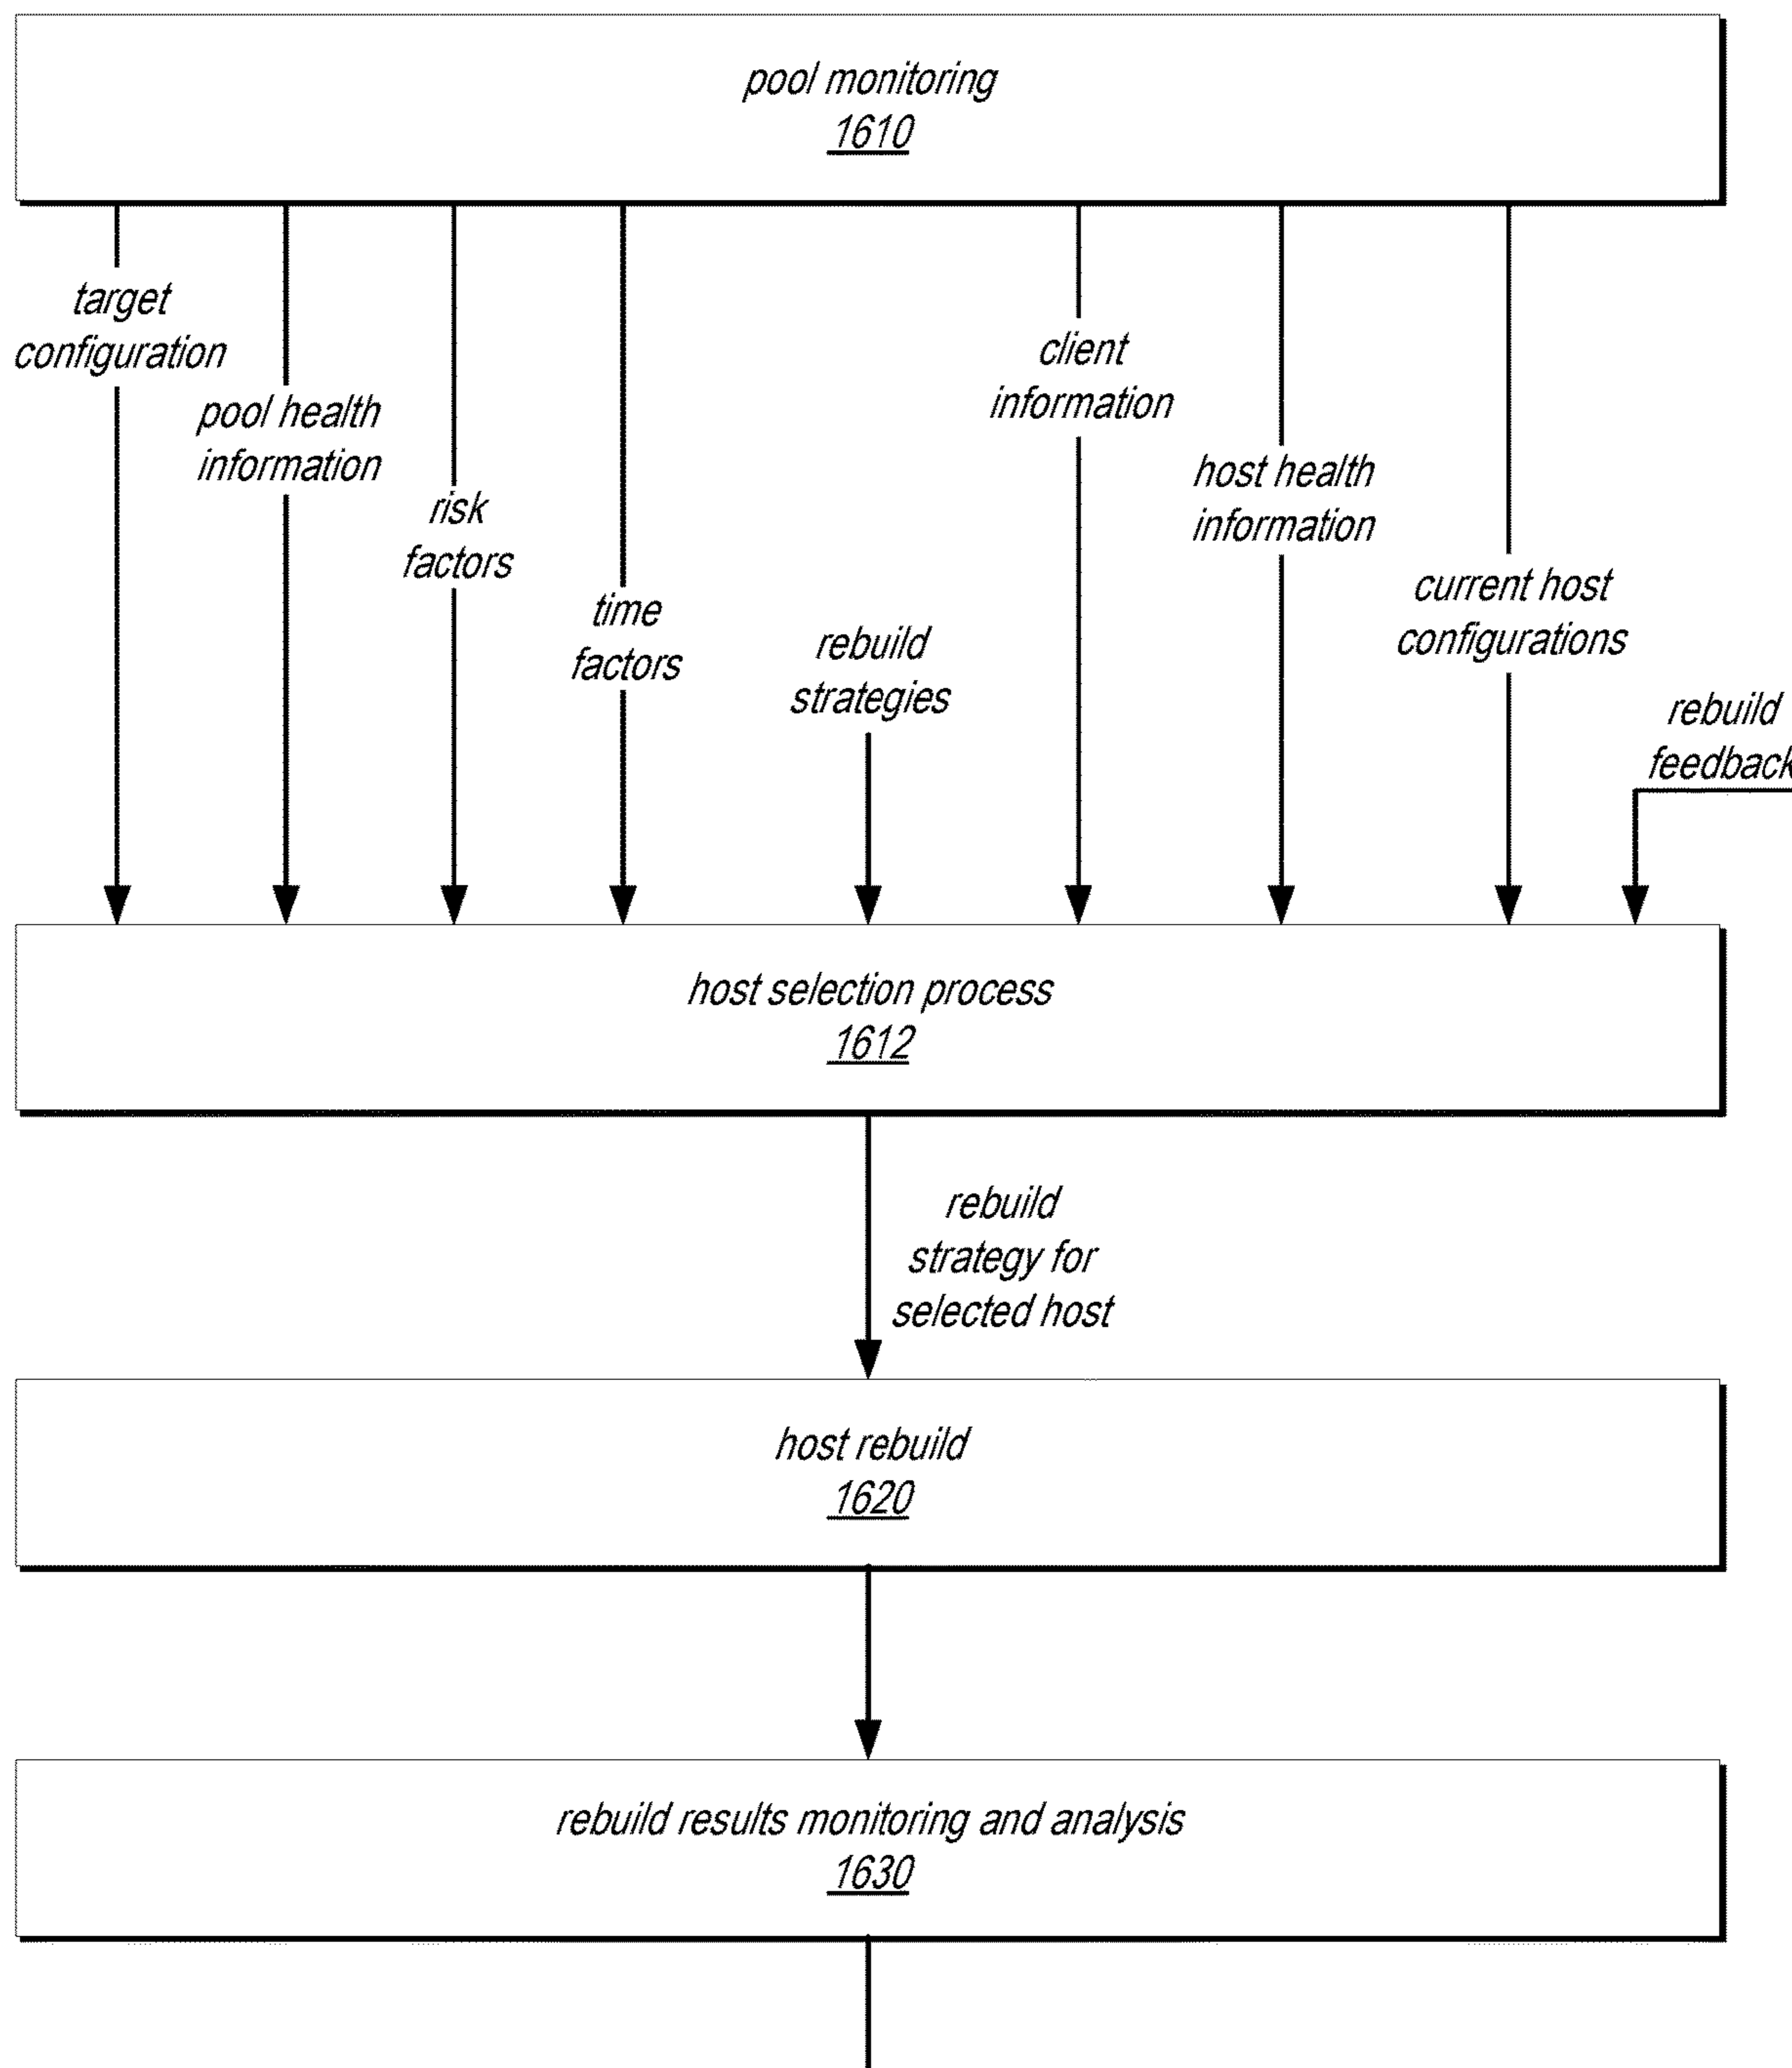 pool monitoring
1610
target
configuration
pool health
information
risk
factors
time
factors
rebuild
strategies
client
information
host health
information
current host
configurations
rebuild
feedback
host selection process
1612
rebuild
strategy for
selected host
host rebuild
1620
rebuild results monitoring and analysis
1630